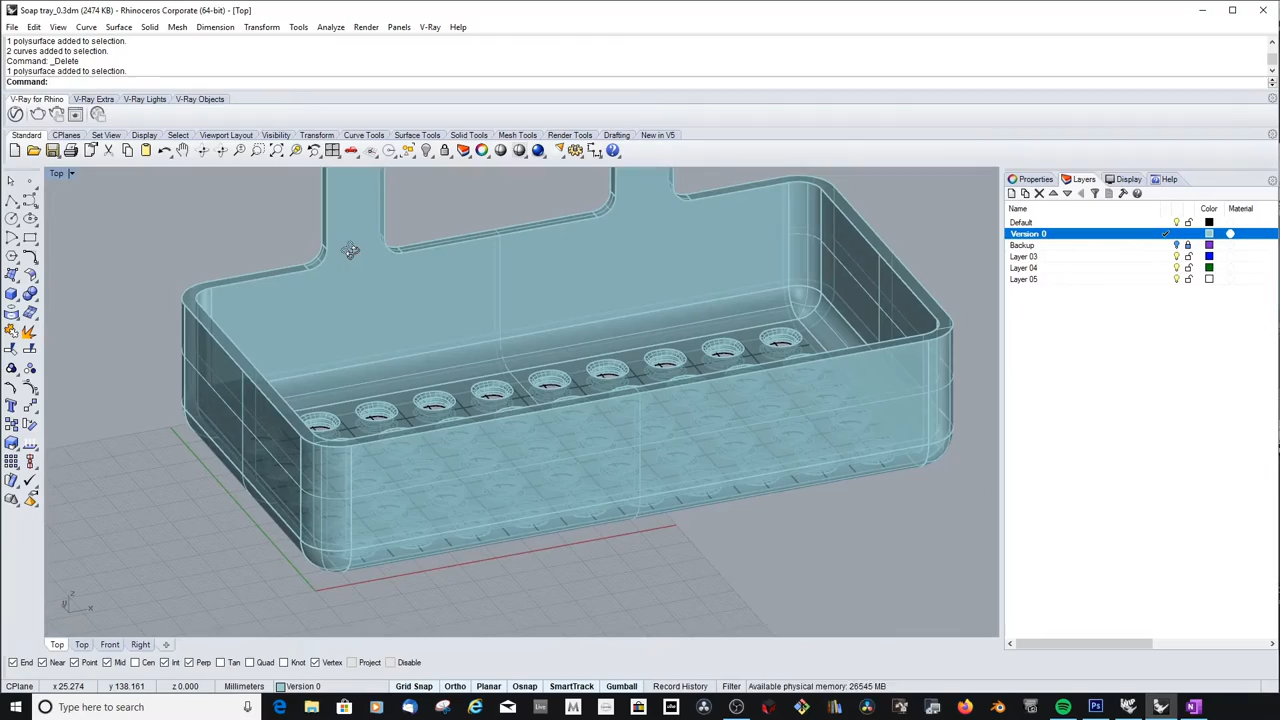 Soap tray_0.3dm (2474 KB) - Rhinoceros Corporate (64-bit) - [Top]
File Edit View Curve Surface Solid Mesh Dimension Transform Tools Analyze Render Panels V-Ray Help
1 polysurface added to selection.
2 curves added to selection.
Command: _Delete
1 polysurface added to selection.
Command:
V-Ray for Rhino V-Ray Extra V-Ray Lights V-Ray Objects
Standard CPlanes Set View Display Select Viewport Layout Visibility Transform Curve Tools Surface Tools Solid Tools Mesh Tools Render Tools Drafting New in V5
Top
Properties Layers Display Help
Name Color Material
Default
Version 0
Backup
Layer 03
Layer 04
Layer 05
z
y x
Top Top Front Right
End Near Point Mid Cen Int Perp Tan Quad Knot Vertex Project Disable
CPlane x 25.274 y 138.161 z 0.000 Millimeters Version 0 Grid Snap Ortho Planar Osnap SmartTrack Gumball Record History Filter Available physical memory: 26545 MB
Type here to search